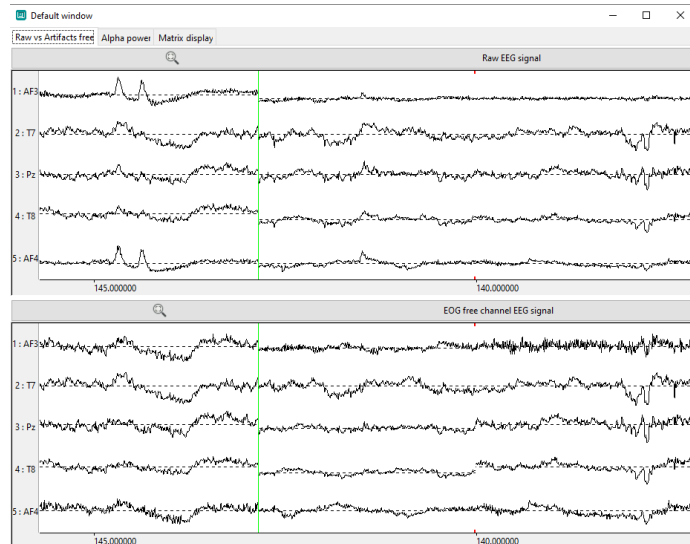 Default window
Raw vs Artifacts free Alpha power Matrix display
Raw EEG signal
1 : AF3
2 : T7
3 : Pz
4 : T8
5 : AF4
145.000000 140.000000
EOG free channel EEG signal
1 : AF3
2 : T7
3 : Pz
4 : T8
5 : AF4
145.000000 140.000000